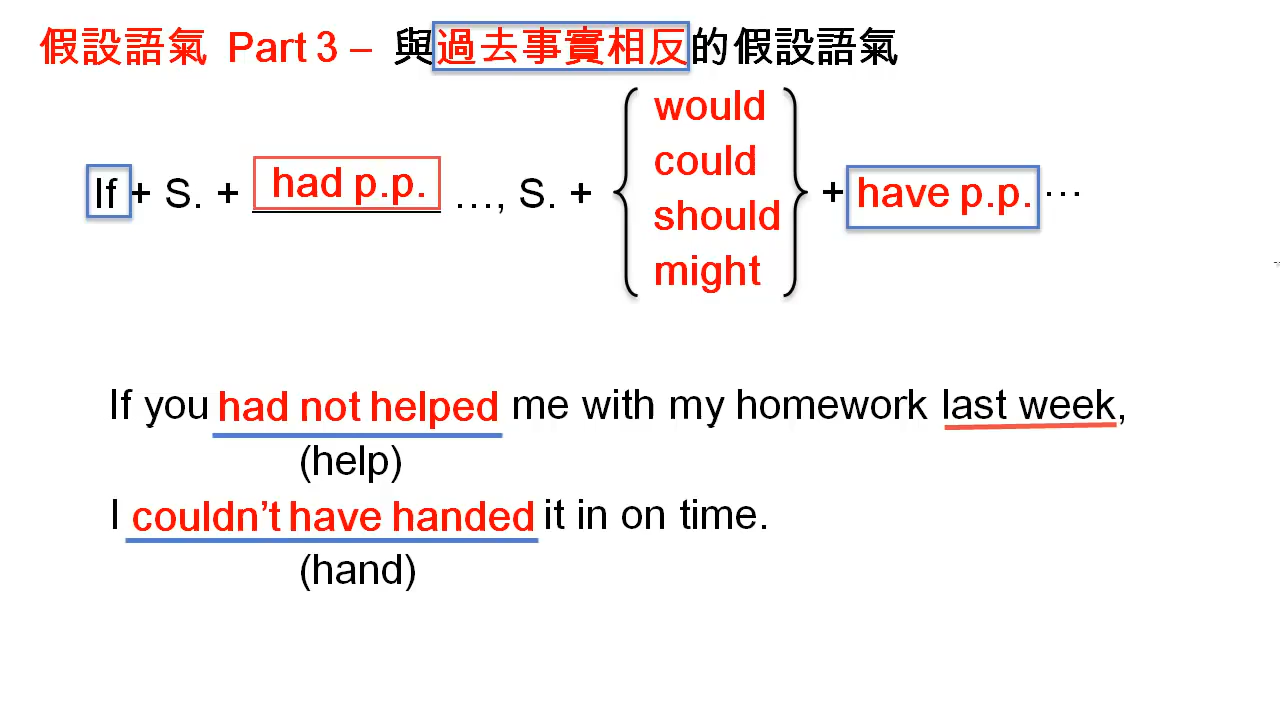 假設語氣 Part 3 – 與過去事實相反的假設語氣
would
could
If + S. + had p.p. …, S. + + have p.p. …
should
might
If you had not helped me with my homework last week,
(help)
I couldn’t have handed it in on time.
(hand)